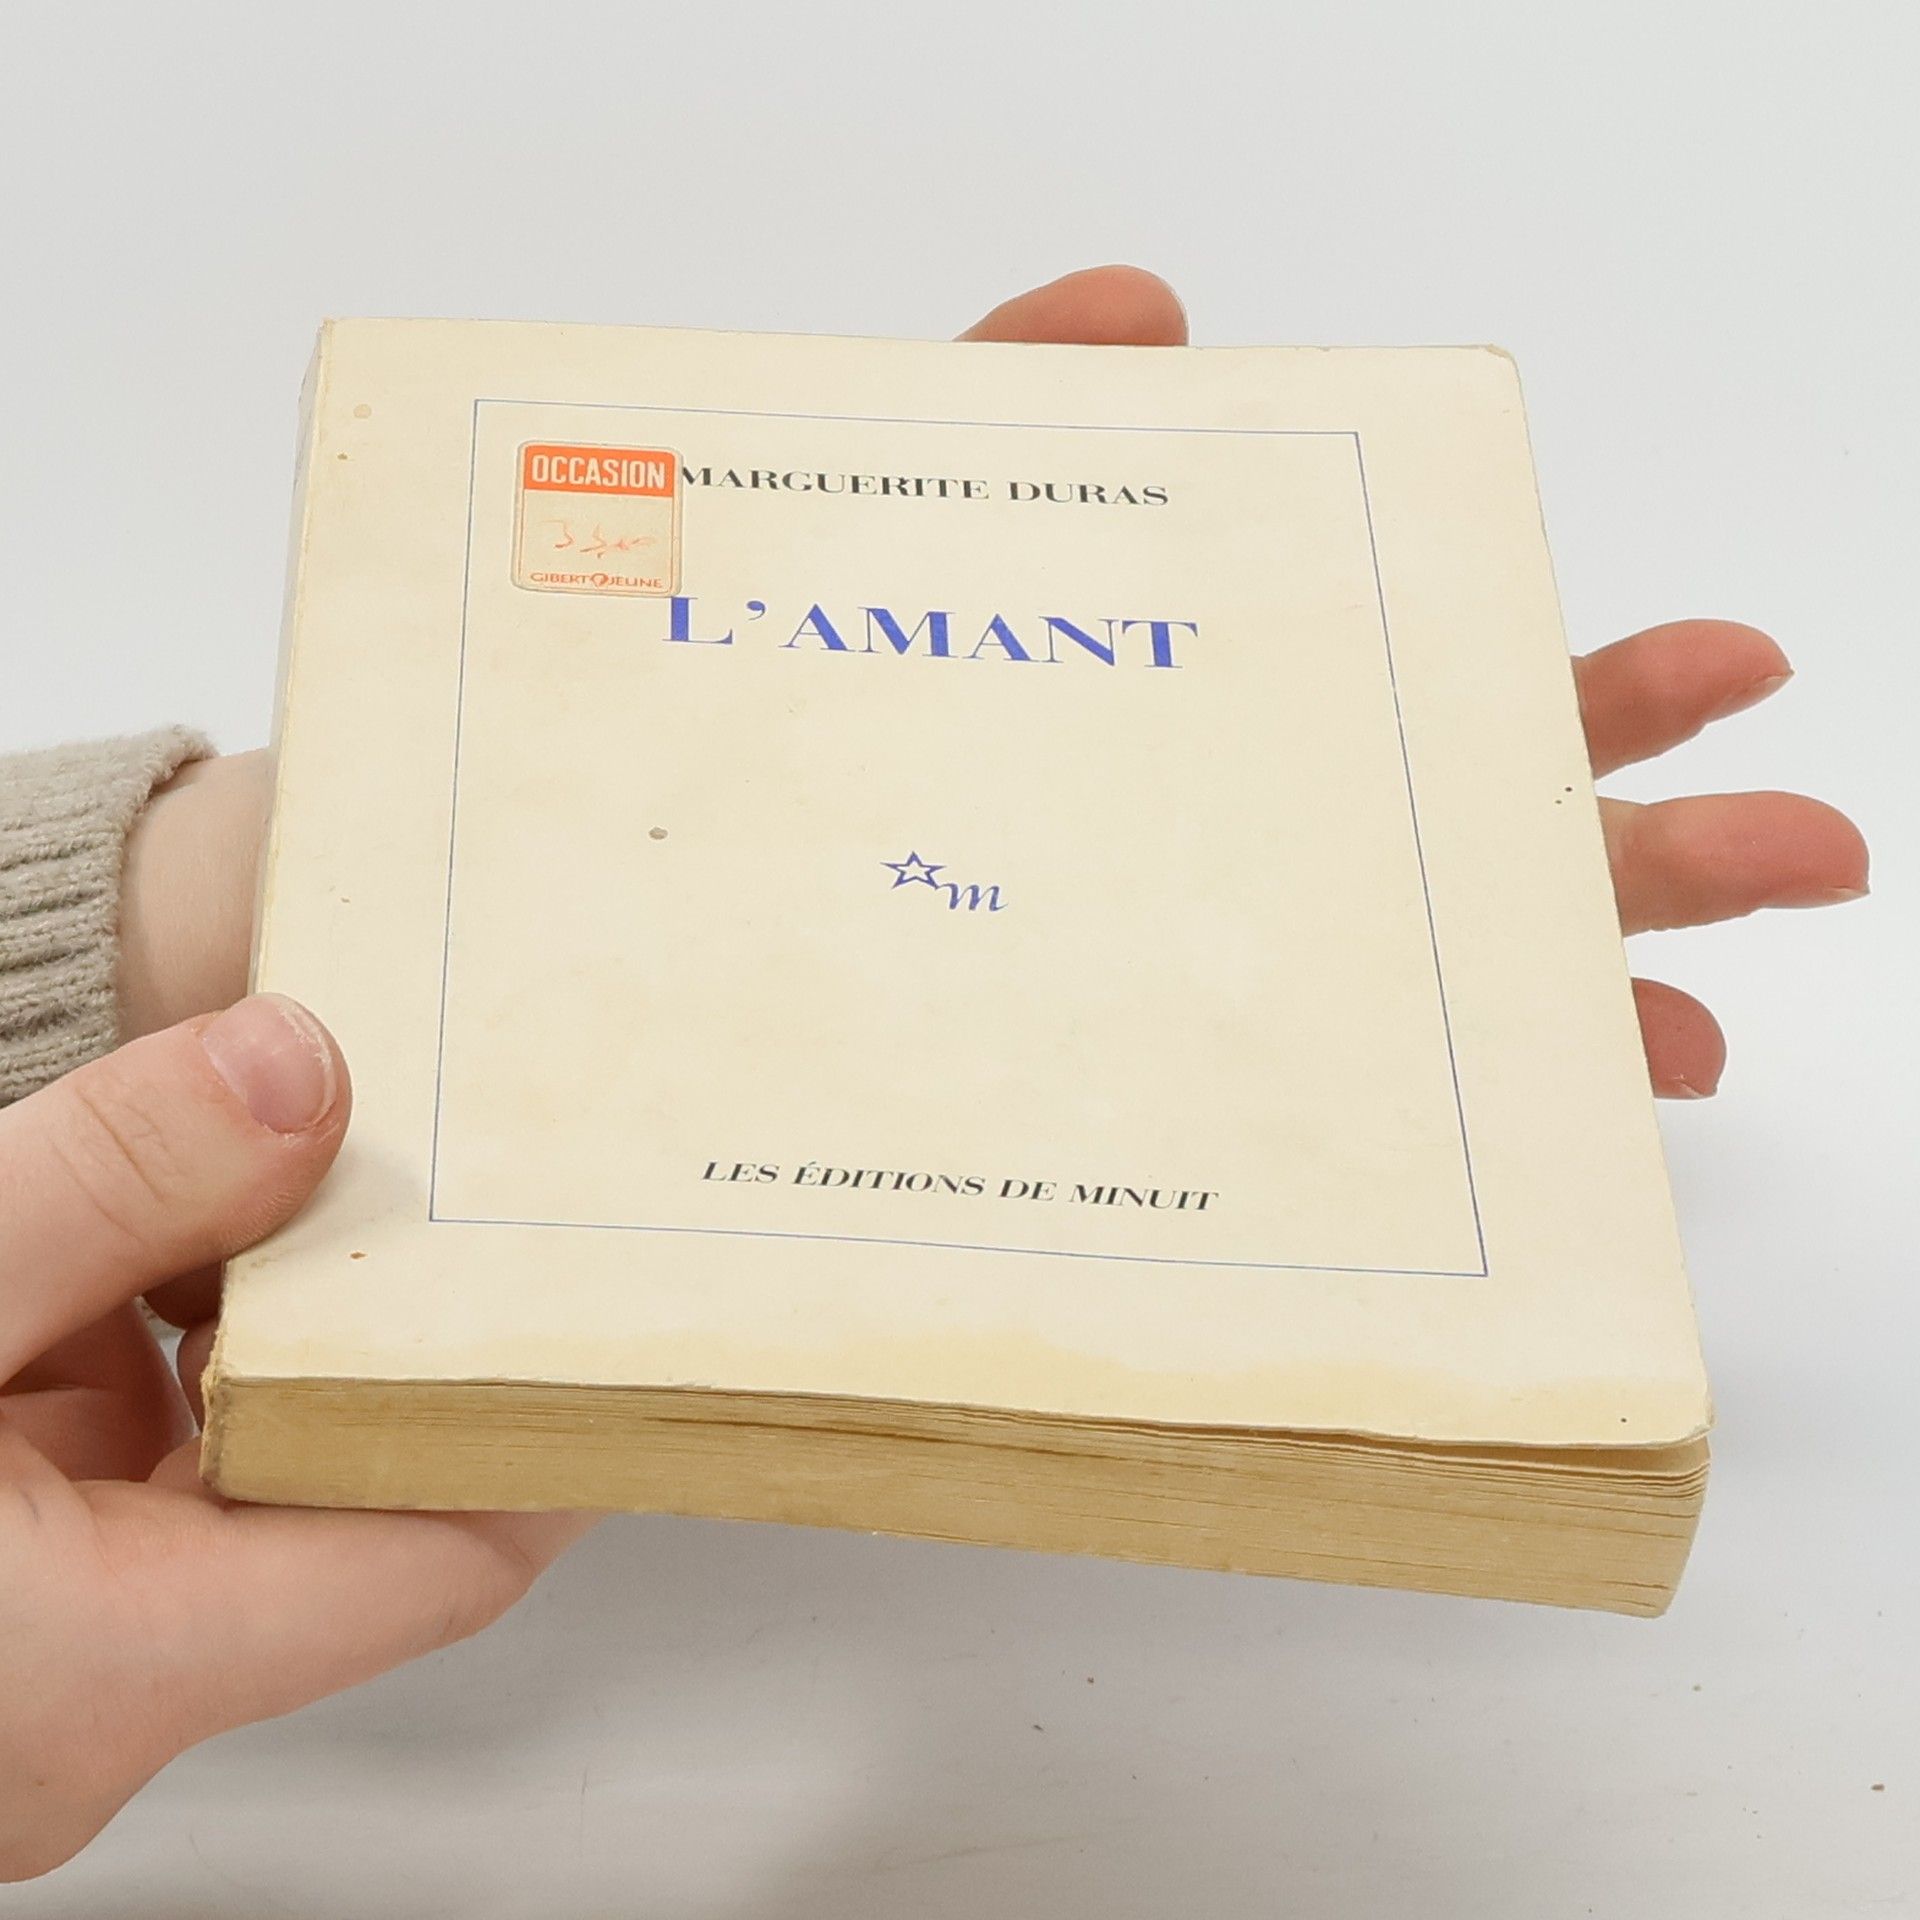 OCCASION
GIBERT JEUNE
MARGUERITE DURAS
L'AMANT
m
LES ÉDITIONS DE MINUIT